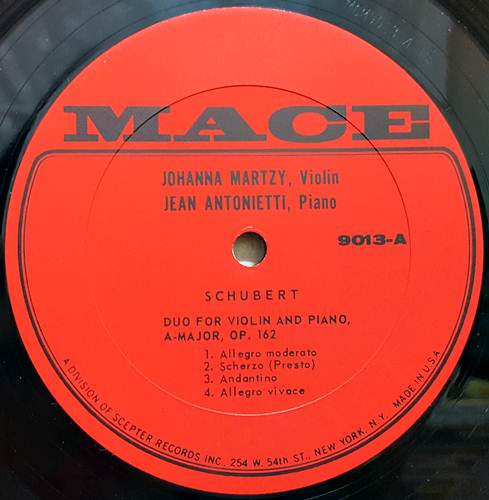 MACE
JOHANNA MARTZY, Violin
JEAN ANTONIETTI, Piano
9013-A
SCHUBERT
DUO FOR VIOLIN AND PIANO,
A-MAJOR, OP. 162
1. Allegro moderato
2. Scherzo (Presto)
3. Andantino
4. Allegro vivace
A DIVISION OF SCEPTER RECORDS INC., 254 W. 54th ST., NEW YORK, N.Y. MADE IN U.S.A